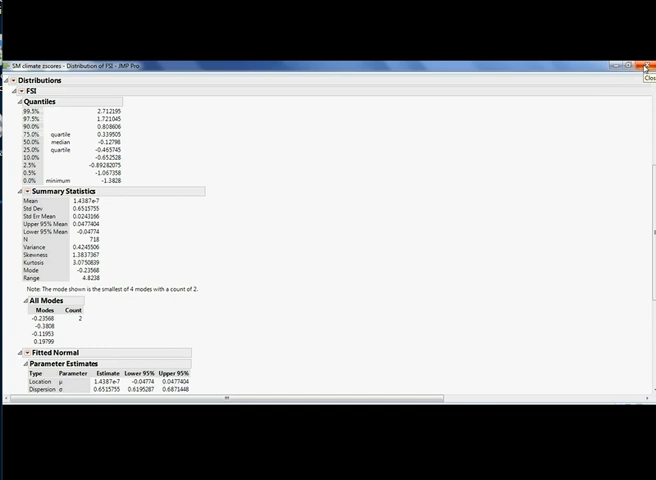 SM climate zscores - Distribution of FSI - JMP Pro
Close
Distributions
FSI
Quantiles
99.5% 2.712195
97.5% 1.721045
90.0% 0.808606
75.0% quartile 0.339505
50.0% median -0.12798
25.0% quartile -0.465745
10.0% -0.652528
2.5% -0.89282075
0.5% -1.067358
0.0% minimum -1.3828
Summary Statistics
Mean 1.4387e-7
Std Dev 0.6515755
Std Err Mean 0.0243166
Upper 95% Mean 0.0477404
Lower 95% Mean -0.04774
N 718
Variance 0.4245506
Skewness 1.3837367
Kurtosis 3.0750839
Mode -0.23568
Range 4.8238
Note: The mode shown is the smallest of 4 modes with a count of 2.
All Modes
Modes Count
-0.23568 2
-0.3808
-0.11953
0.19799
Fitted Normal
Parameter Estimates
Type Parameter Estimate Lower 95% Upper 95%
Location μ 1.4387e-7 -0.04774 0.0477404
Dispersion σ 0.6515755 0.6195287 0.6871448